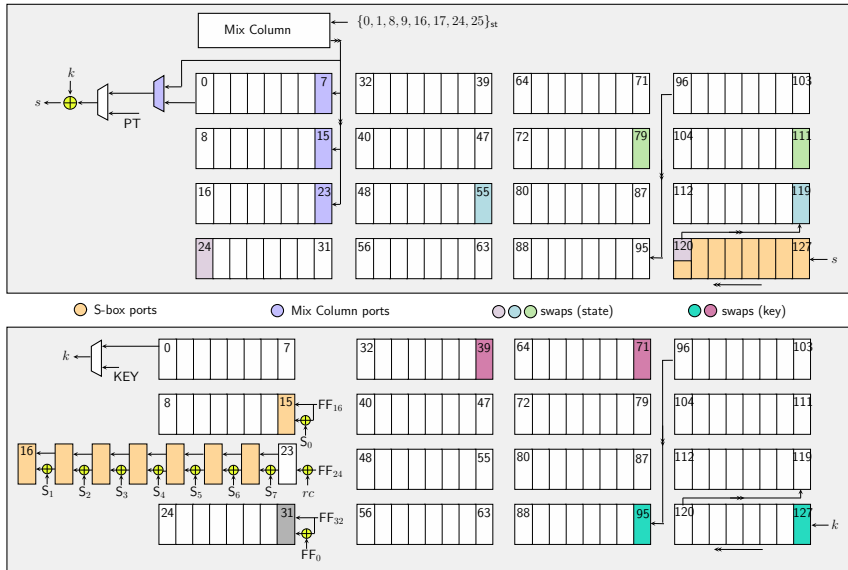 Mix Column
{0, 1, 8, 9, 16, 17, 24, 25}st
k
s
PT
0 7 32 39 64 71 96 103
8 15 40 47 72 79 104 111
16 23 48 55 80 87 112 119
24 31 56 63 88 95 120 127
s
S-box ports Mix Column ports swaps (state) swaps (key)
k
KEY
0 7 32 39 64 71 96 103
8 15 FF16 40 47 72 79 104 111
S0
16 23 FF24 48 55 80 87 112 119
S1 S2 S3 S4 S5 S6 S7 rc
24 31 FF32 56 63 88 95 120 127
k
FF0